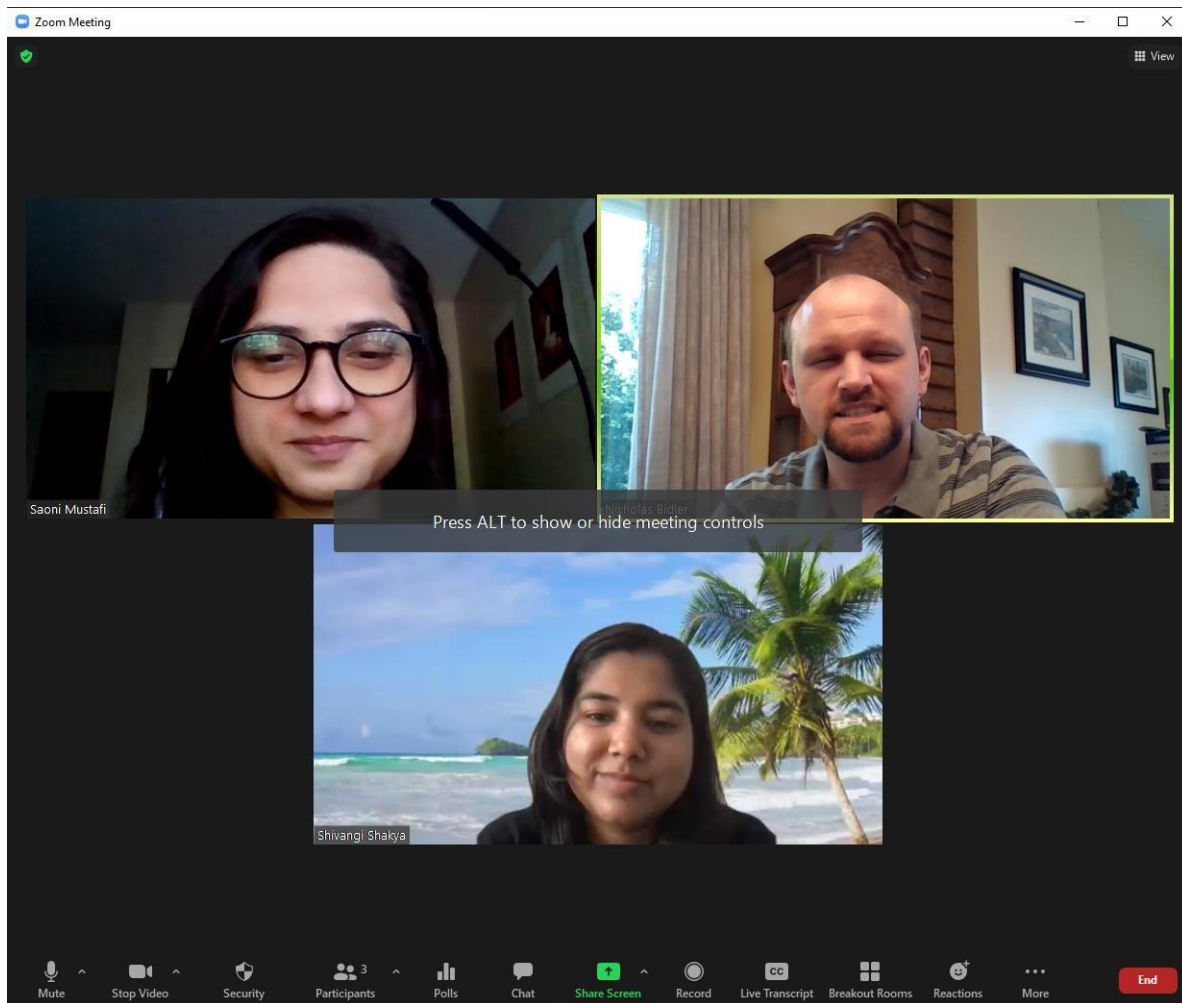 Zoom Meeting
View
Saoni Mustafi
Nicholas Bidler
Press ALT to show or hide meeting controls
Shivangi Shakya
3
CC
Mute
Stop Video
Security
Participants
Polls
Chat
Share Screen
Record
Live Transcript
Breakout Rooms
Reactions
More
End